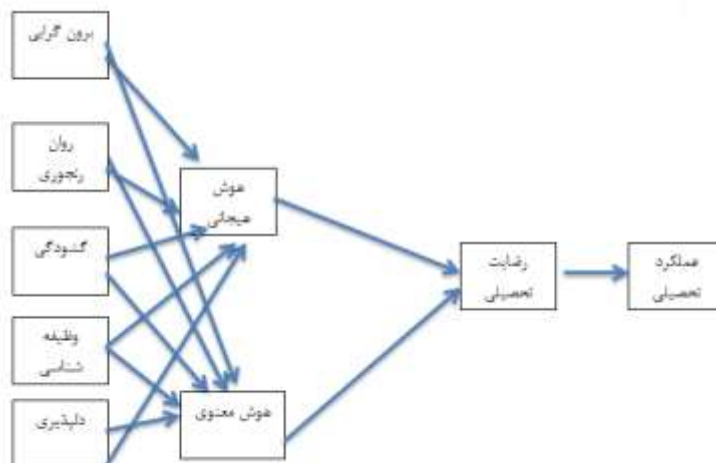 برون گرایی
روان
رنجوری
گشودگی
وظیفه
شناسی
دلپذیری
هوش
هیجانی
هوش معنوی
رضایت
تحصیلی
عملکرد
تحصیلی